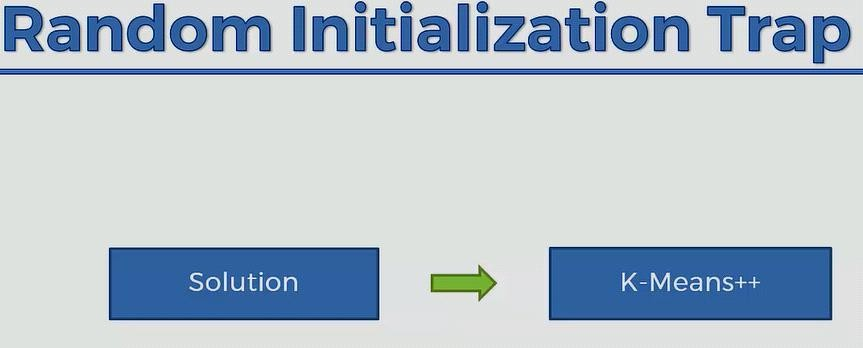 Random Initialization Trap
Solution
K-Means++